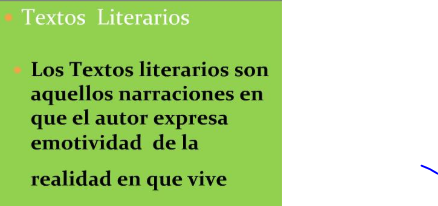 Textos Literarios
Los Textos literarios son
aquellos narraciones en
que el autor expresa
emotividad de la
realidad en que vive